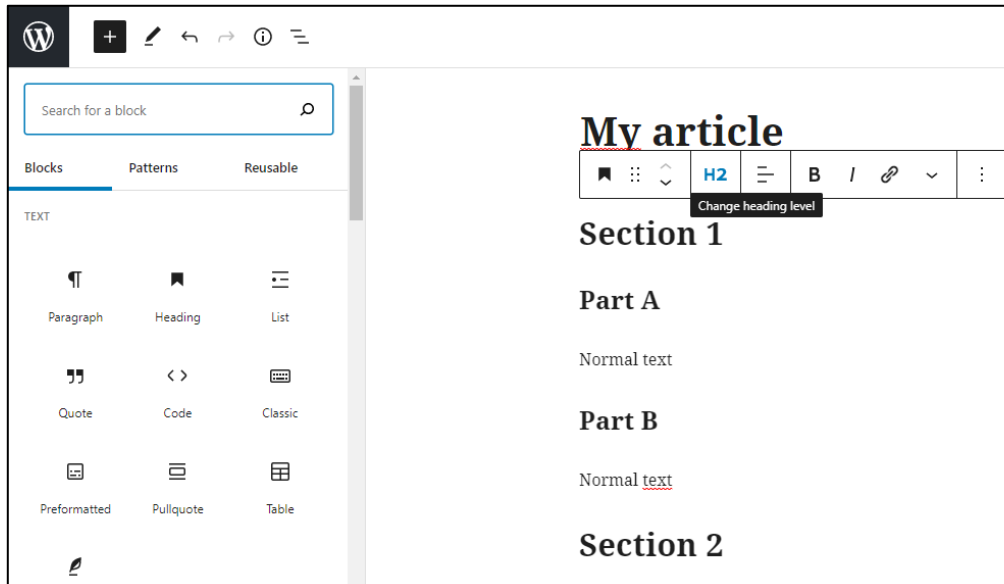 Search for a block
Blocks Patterns Reusable
TEXT
Paragraph Heading List
Quote Code Classic
Preformatted Pullquote Table
My article
H2 B I
Change heading level
Section 1
Part A
Normal text
Part B
Normal text
Section 2